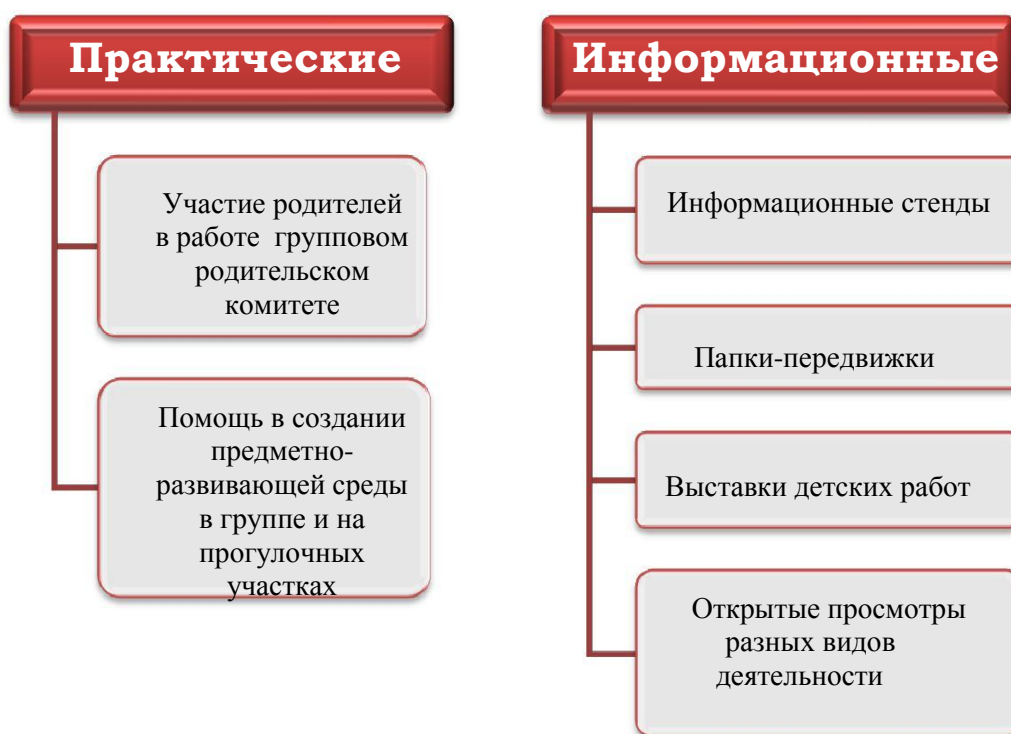 Практические
Участие родителей
в работе групповом
родительском
комитете
Помощь в создании
предметно-
развивающей среды
в группе и на
прогулочных
участках
Информационные
Информационные стенды
Папки-передвижки
Выставки детских работ
Открытые просмотры
разных видов
деятельности